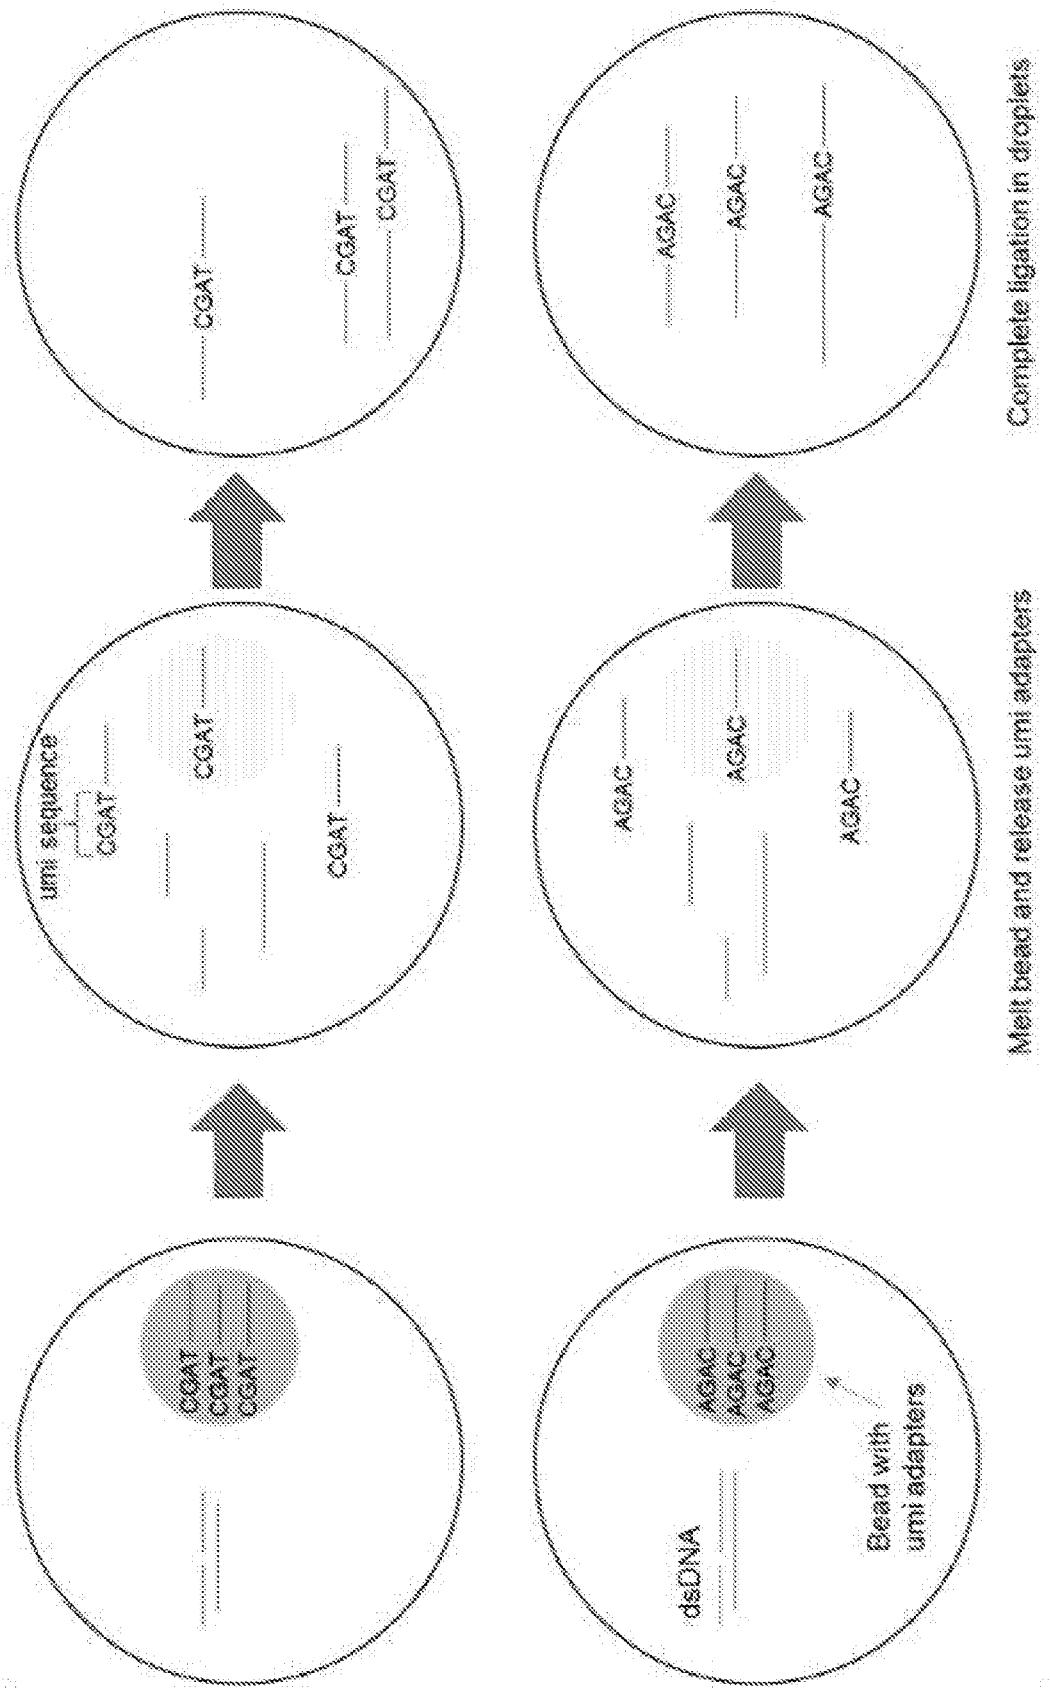 CGAT
CGAT
CGAT
umi sequence
CGAT
CGAT
CGAT
CGAT
CGAT
CGAT
dsDNA
AGAC
AGAC
AGAC
Bead with
umi adapters
AGAC
AGAC
AGAC
AGAC
AGAC
AGAC
Melt bead and release umi adapters
Complete ligation in droplets